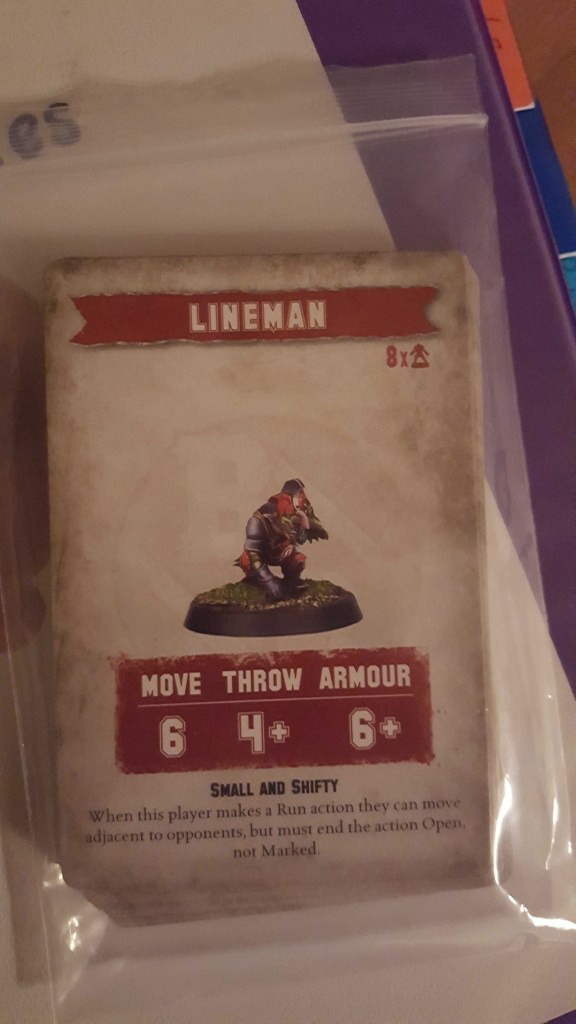 es
LINEMAN
8x
MOVE THROW ARMOUR
6 4+ 6+
SMALL AND SHIFTY
When this player makes a Run action they can move
adjacent to opponents, but must end the action Open,
not Marked.